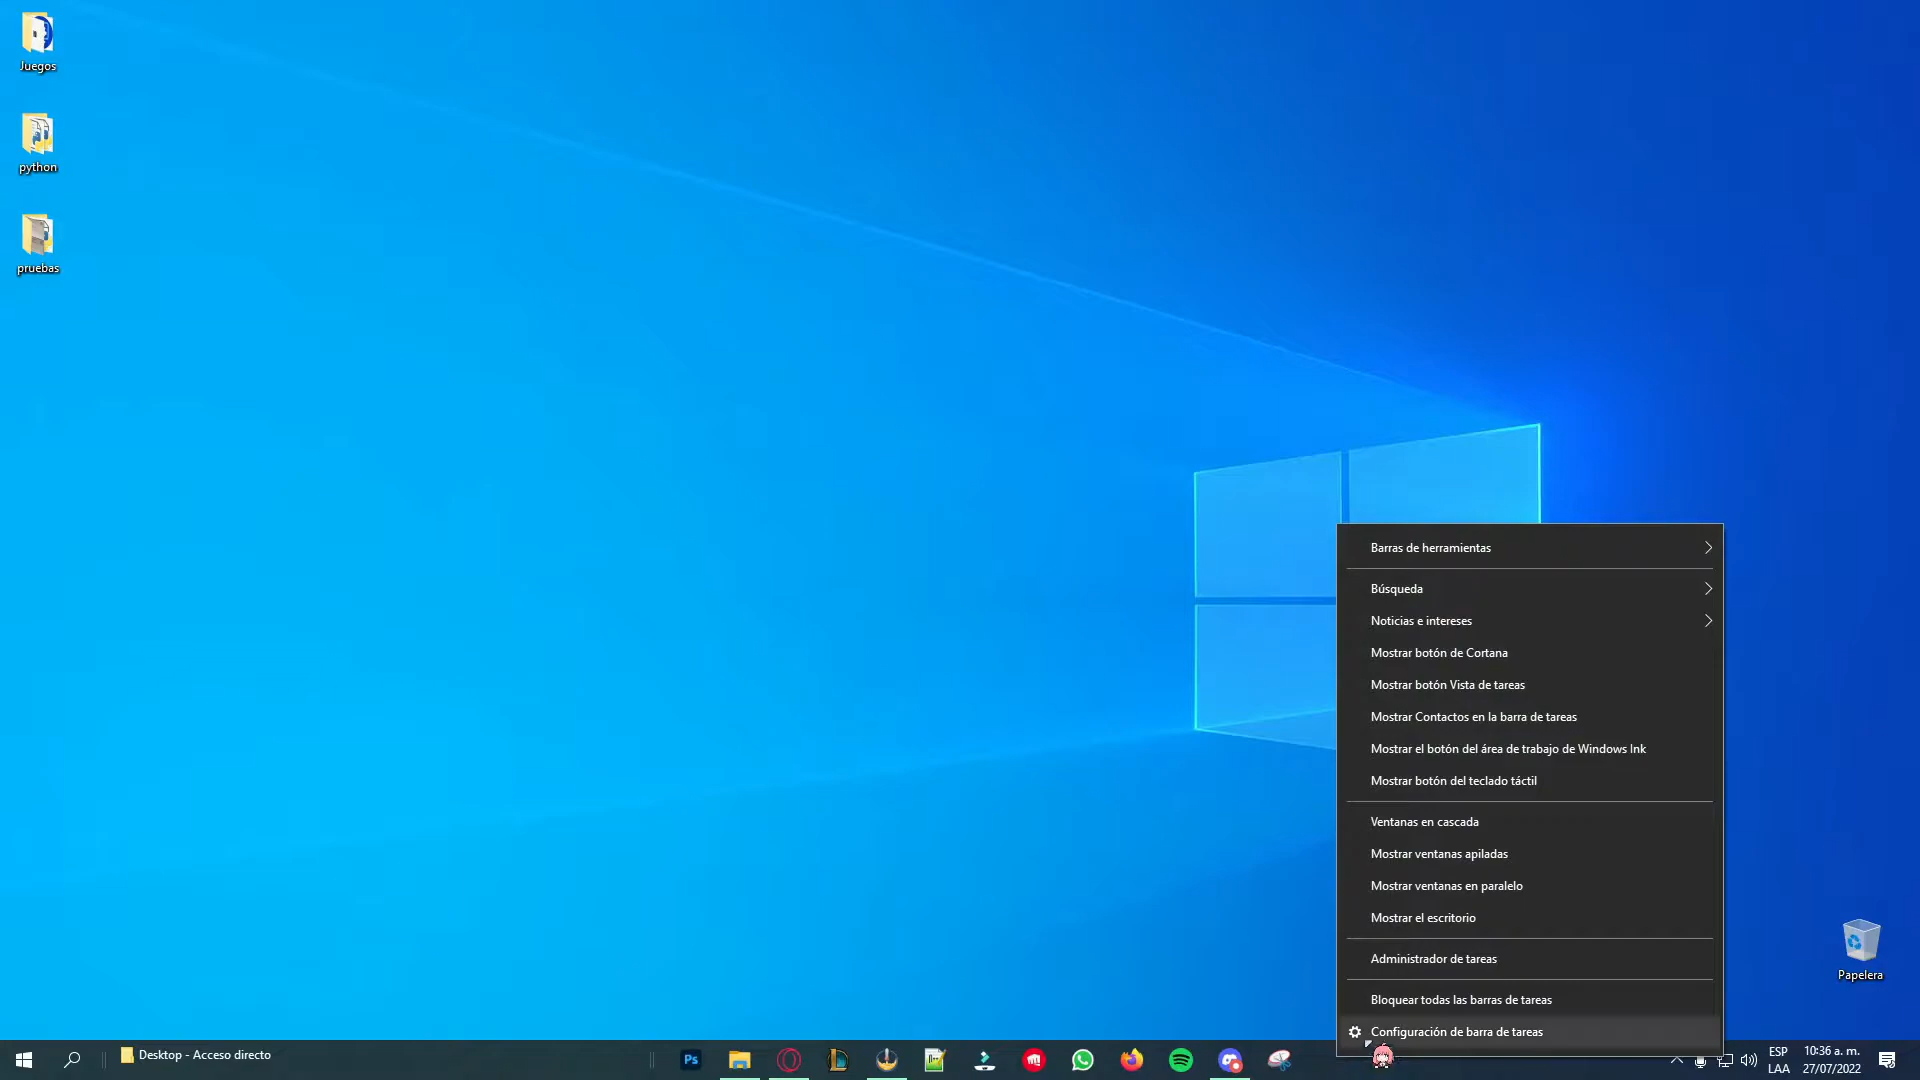 Juegos
python
pruebas
Barras de herramientas
Búsqueda
Noticias e intereses
Mostrar botón de Cortana
Mostrar botón Vista de tareas
Mostrar Contactos en la barra de tareas
Mostrar el botón del área de trabajo de Windows Ink
Mostrar botón del teclado táctil
Ventanas en cascada
Mostrar ventanas apiladas
Mostrar ventanas en paralelo
Mostrar el escritorio
Administrador de tareas
Bloquear todas las barras de tareas
Configuración de barra de tareas
Papelera
Desktop - Acceso directo
Ps
ESP
LAA
10:36 a. m.
27/07/2022